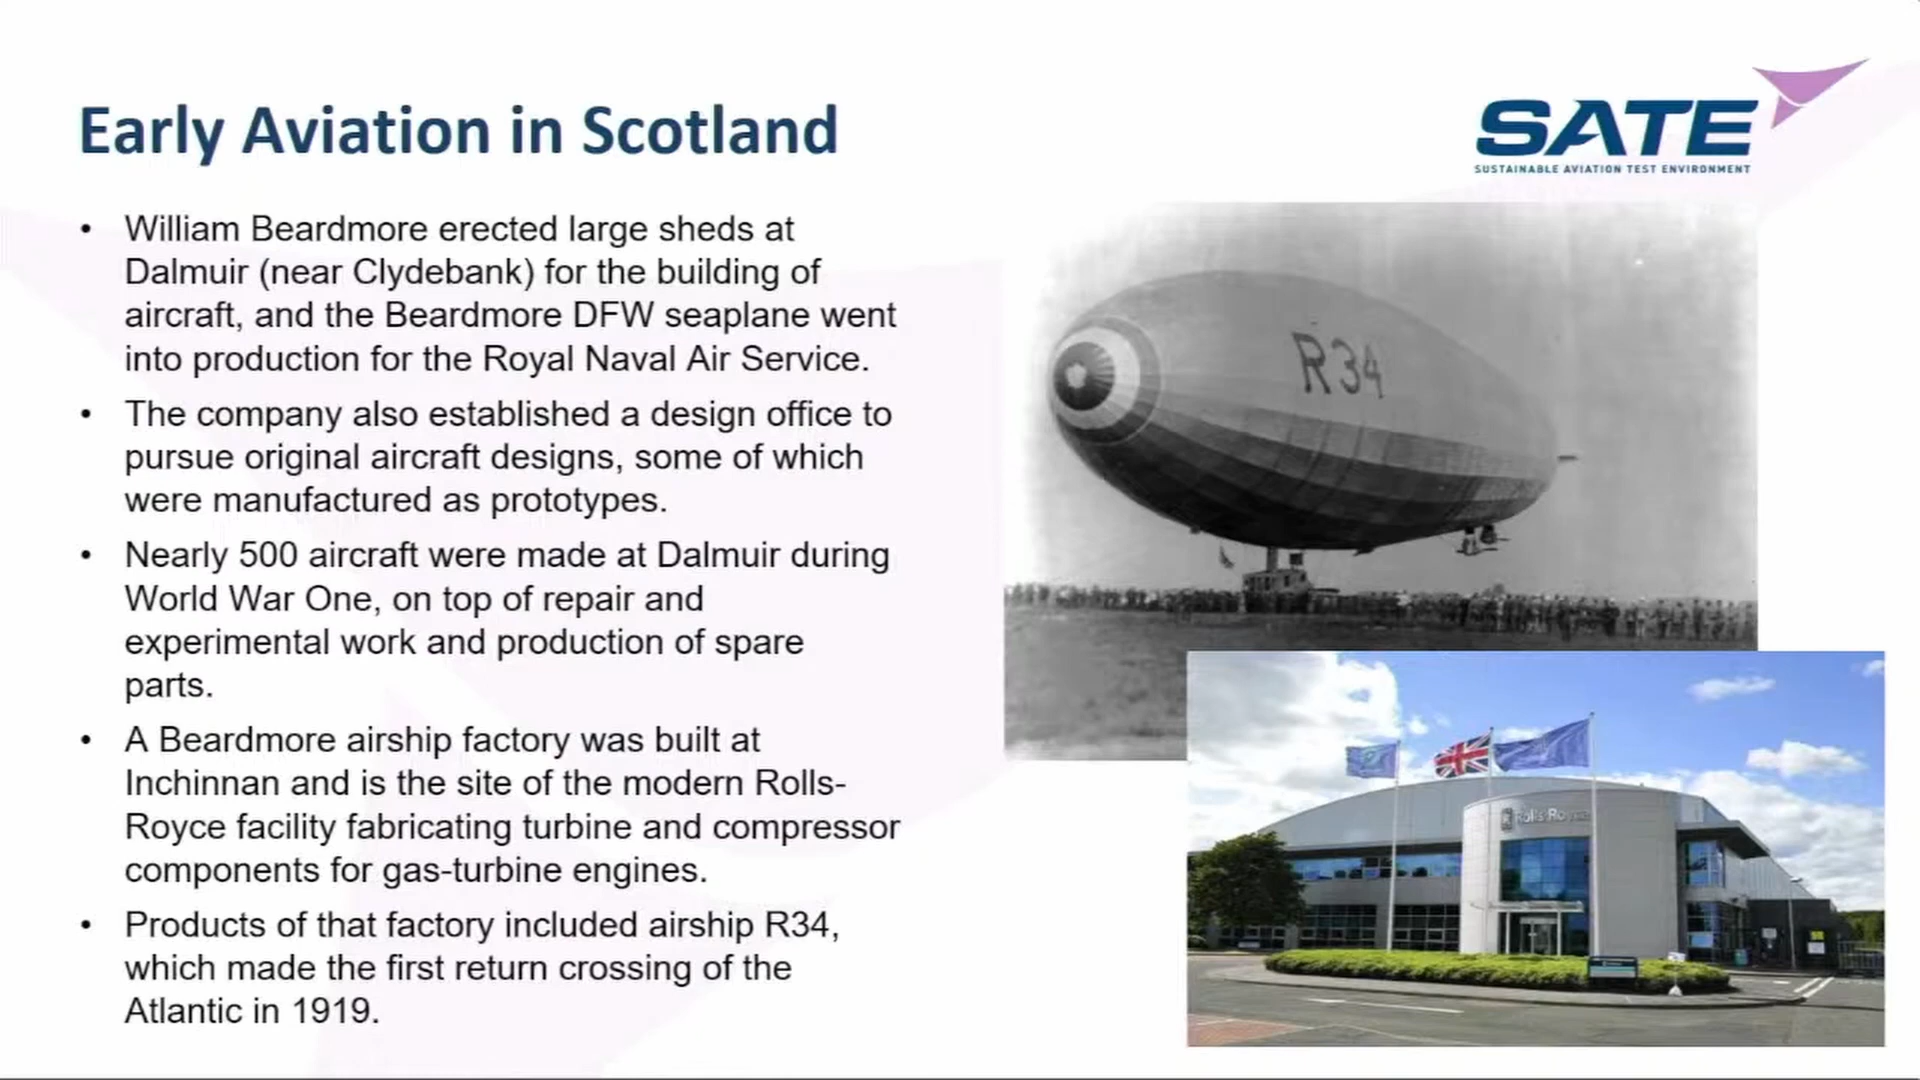 Early Aviation in Scotland
SATE
SUSTAINABLE AVIATION TEST ENVIRONMENT
• William Beardmore erected large sheds at
Dalmuir (near Clydebank) for the building of
aircraft, and the Beardmore DFW seaplane went
into production for the Royal Naval Air Service.
• The company also established a design office to
pursue original aircraft designs, some of which
were manufactured as prototypes.
• Nearly 500 aircraft were made at Dalmuir during
World War One, on top of repair and
experimental work and production of spare
parts.
• A Beardmore airship factory was built at
Inchinnan and is the site of the modern Rolls-
Royce facility fabricating turbine and compressor
components for gas-turbine engines.
• Products of that factory included airship R34,
which made the first return crossing of the
Atlantic in 1919.
R34
Rolls-Royce